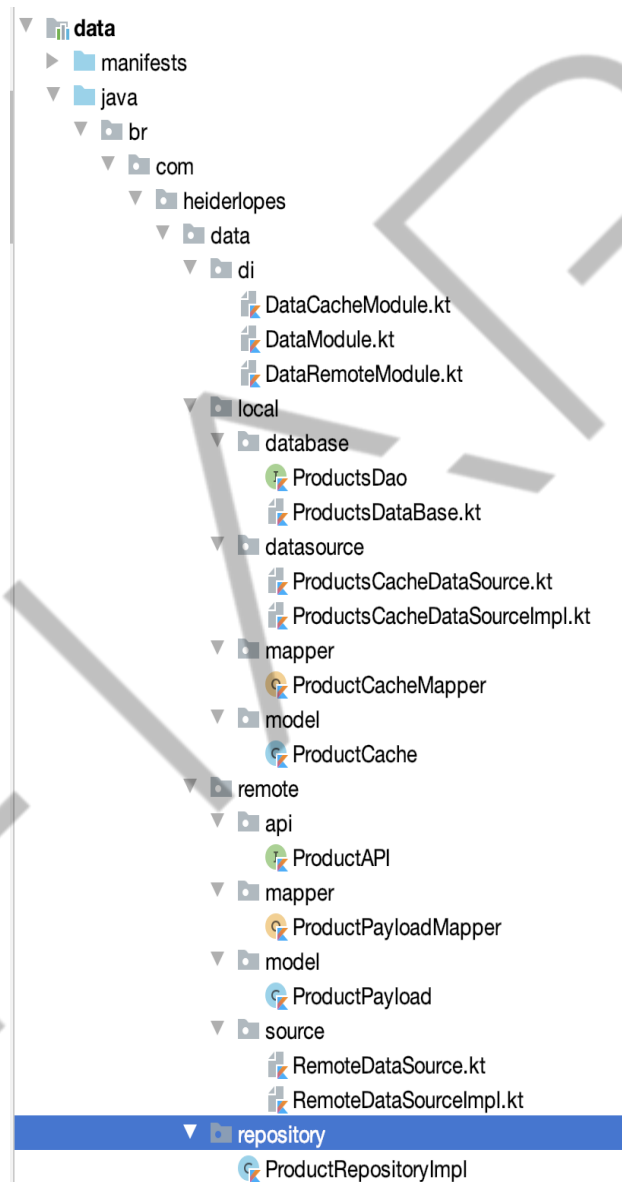 data
manifests
java
br
com
heiderlopes
data
di
DataCacheModule.kt
DataModule.kt
DataRemoteModule.kt
local
database
ProductsDao
ProductsDataBase.kt
datasource
ProductsCacheDataSource.kt
ProductsCacheDataSourceImpl.kt
mapper
ProductCacheMapper
model
ProductCache
remote
api
ProductAPI
mapper
ProductPayloadMapper
model
ProductPayload
source
RemoteDataSource.kt
RemoteDataSourceImpl.kt
repository
ProductRepositoryImpl